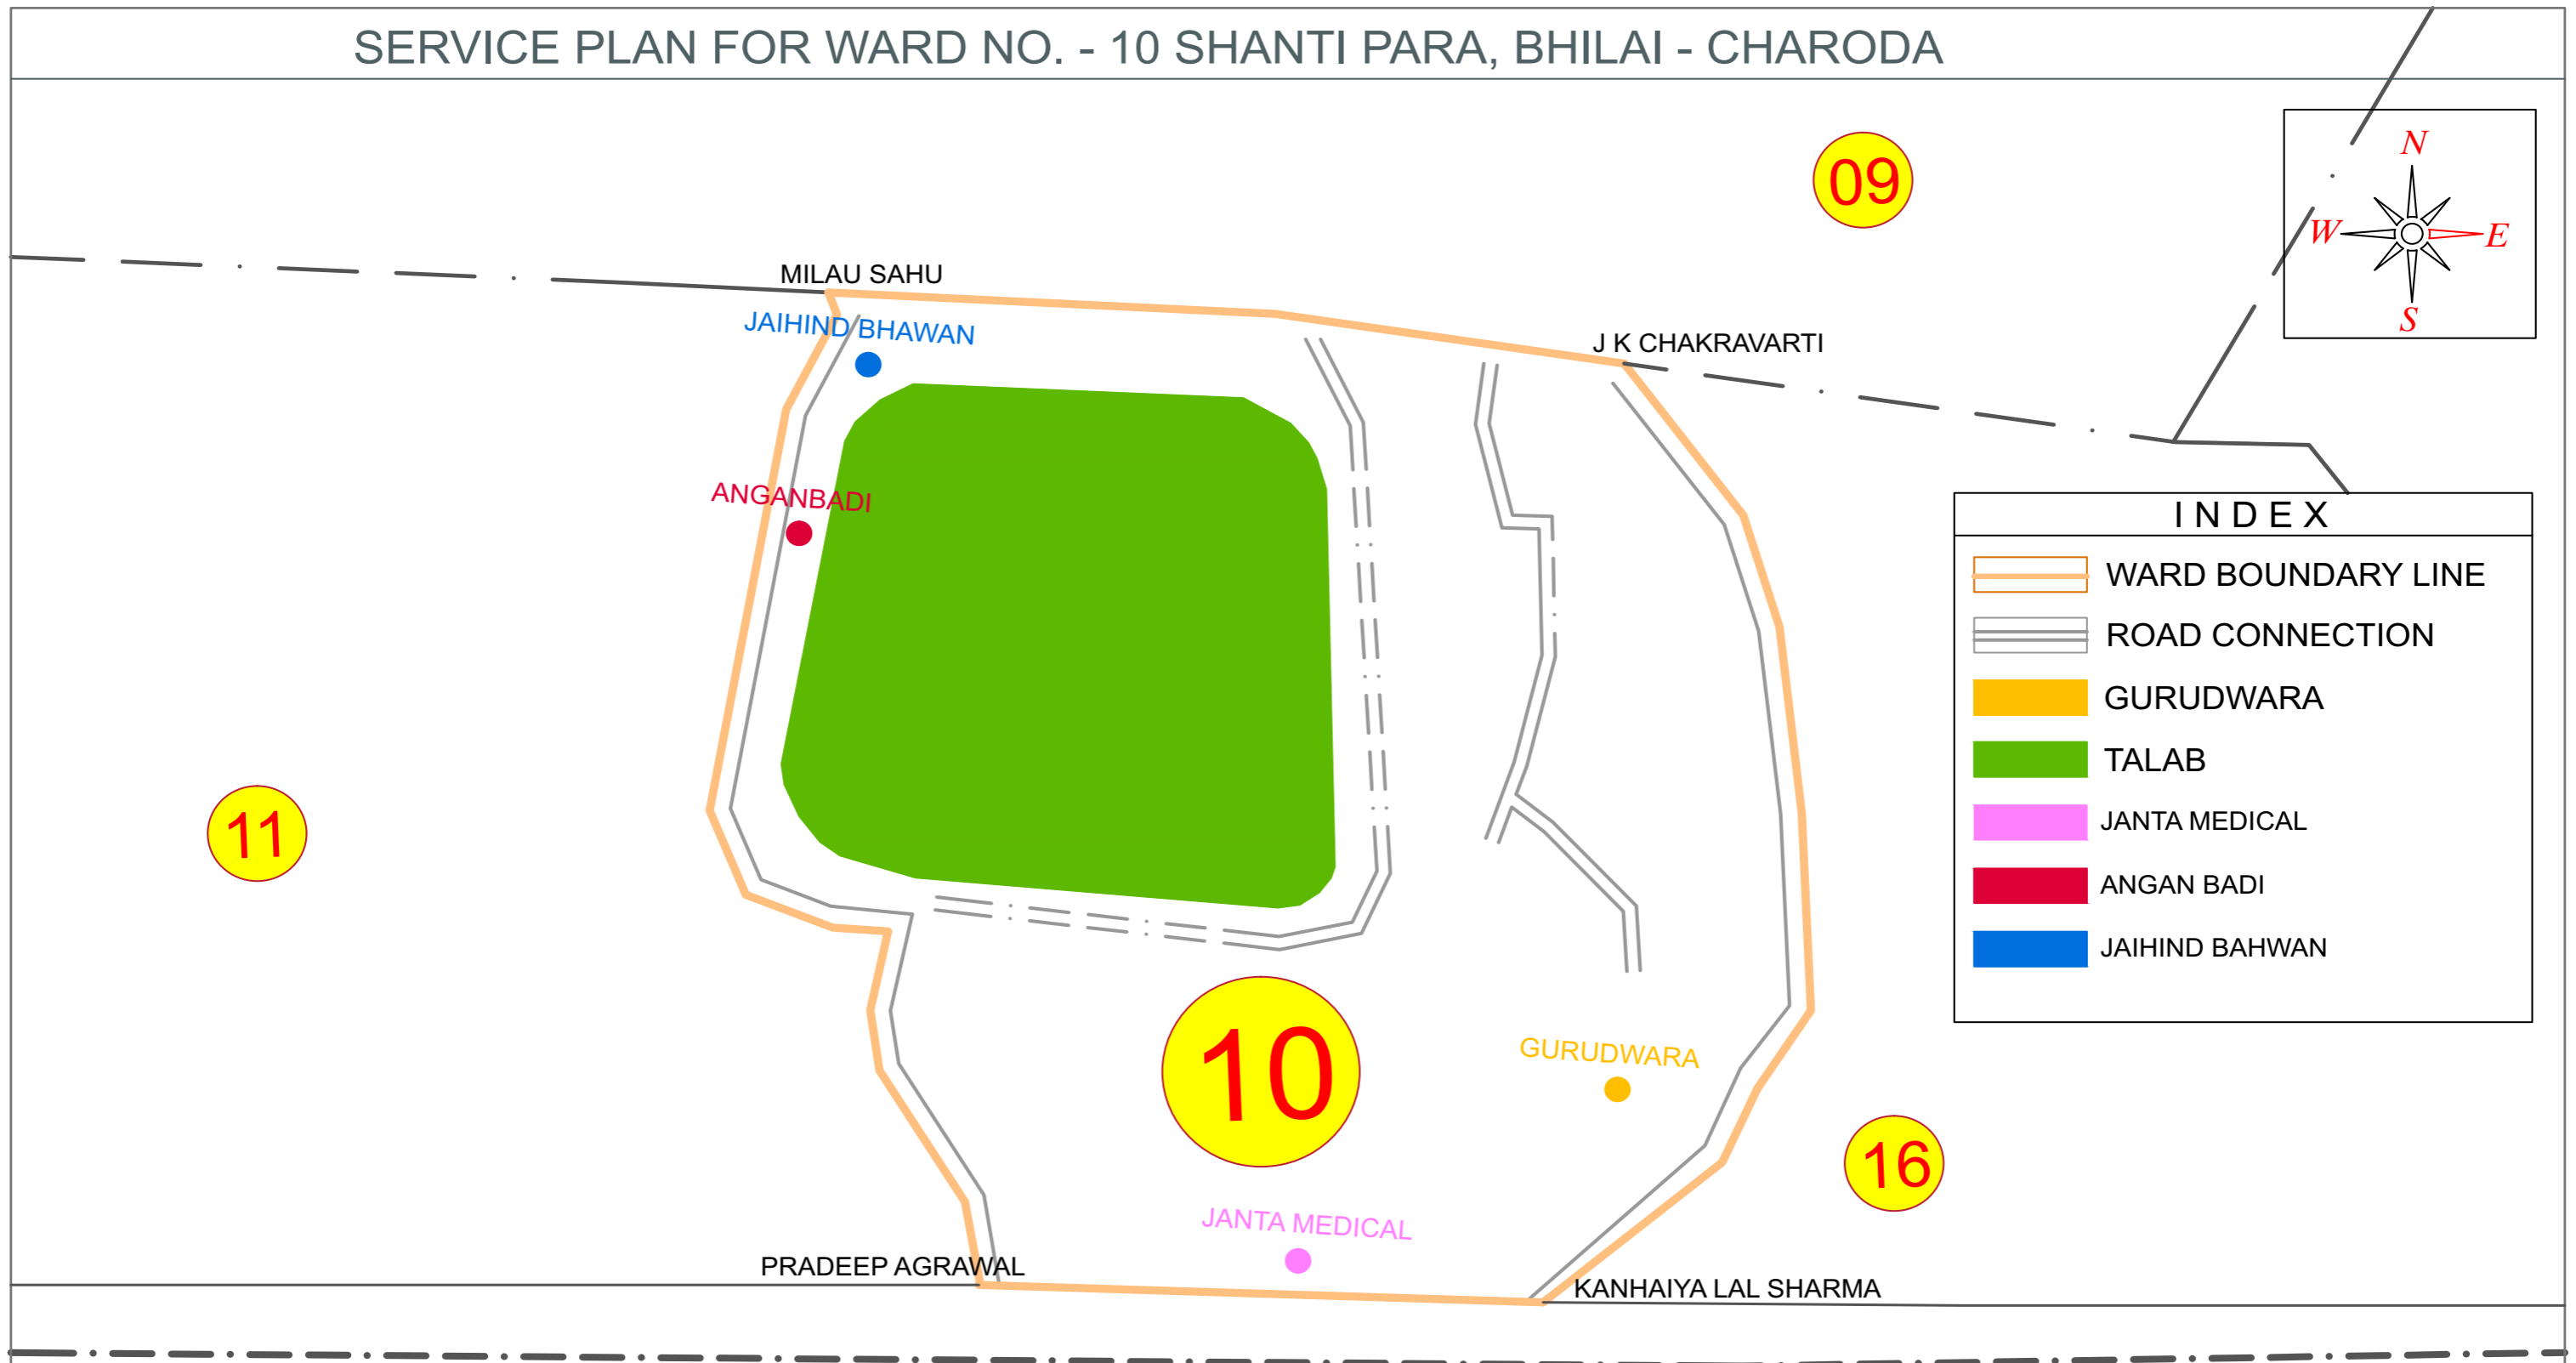 SERVICE PLAN FOR WARD NO. - 10 SHANTI PARA, BHILAI - CHARODA
09
N
W
E
S
MILAU SAHU
JAIHIND BHAWAN
J K CHAKRAVARTI
ANGANBADI
INDEX
WARD BOUNDARY LINE
ROAD CONNECTION
GURUDWARA
TALAB
JANTA MEDICAL
ANGAN BADI
JAIHIND BAHWAN
11
10
GURUDWARA
16
JANTA MEDICAL
PRADEEP AGRAWAL
KANHAIYA LAL SHARMA